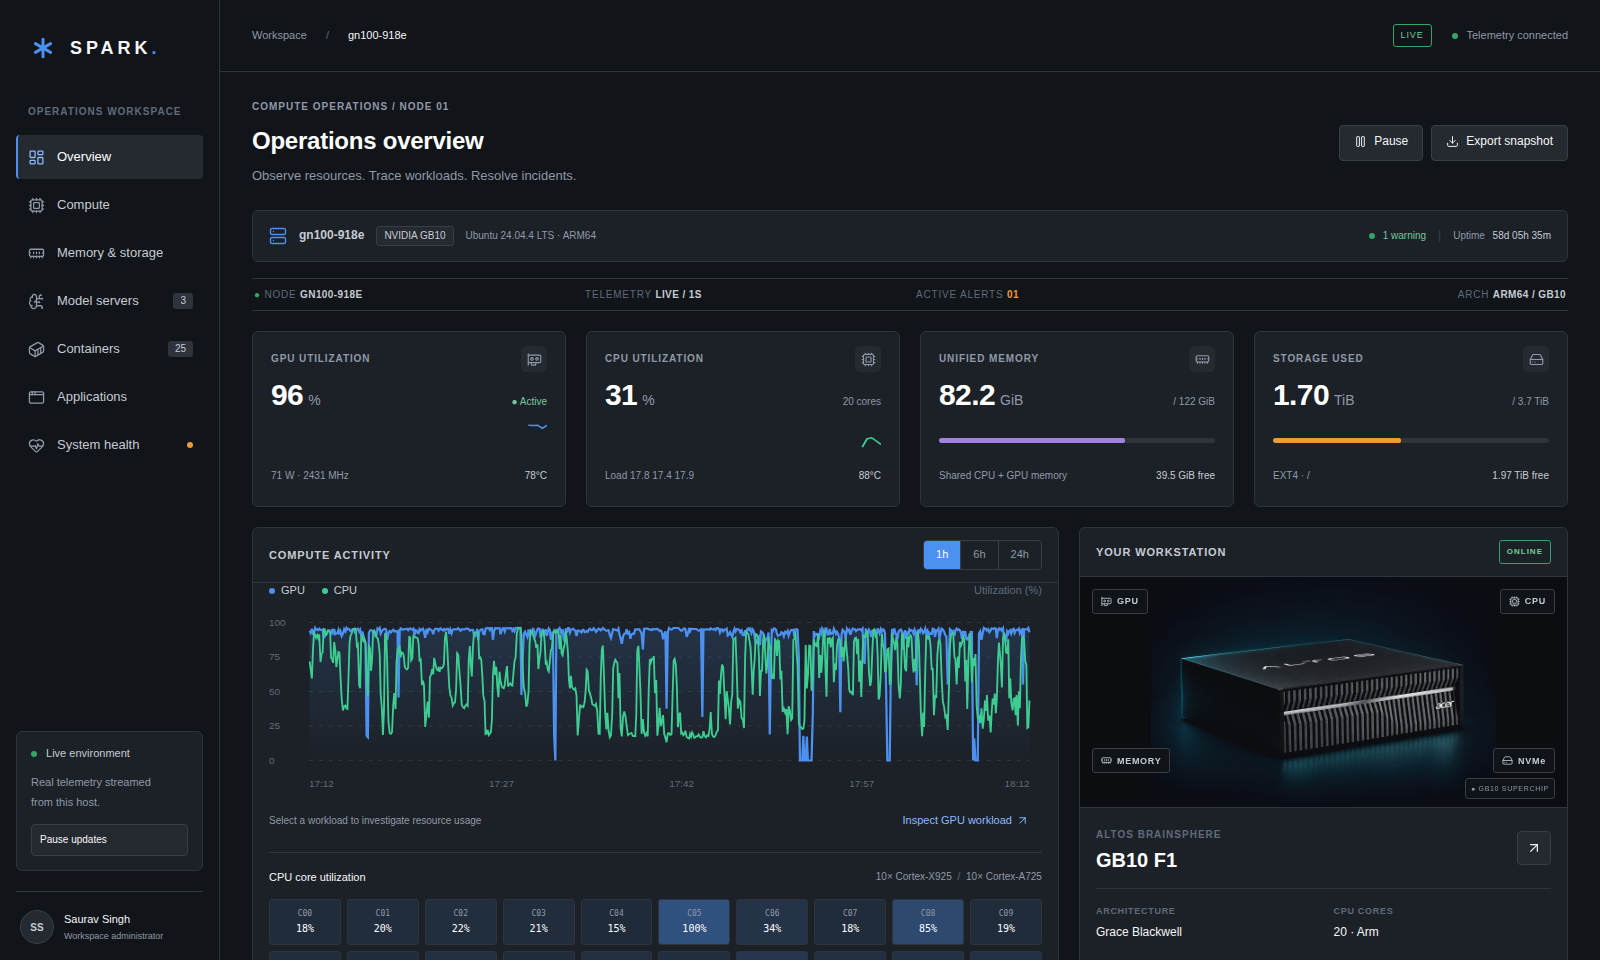 SPARK.
OPERATIONS WORKSPACE
Overview
Compute
Memory & storage
Model servers 3
Containers 25
Applications
System health
Live environment
Real telemetry streamed
from this host.
Pause updates
SS
Saurav Singh
Workspace administrator
Workspace / gn100-918e
LIVE
Telemetry connected
COMPUTE OPERATIONS / NODE 01
Operations overview
Observe resources. Trace workloads. Resolve incidents.
Pause
Export snapshot
gn100-918e NVIDIA GB10 Ubuntu 24.04.4 LTS · ARM64
1 warning Uptime 58d 05h 35m
NODE GN100-918E TELEMETRY LIVE / 1S ACTIVE ALERTS 01 ARCH ARM64 / GB10
GPU UTILIZATION
96 %
● Active
71 W · 2431 MHz 78°C
CPU UTILIZATION
31 %
20 cores
Load 17.8 17.4 17.9 88°C
UNIFIED MEMORY
82.2 GiB
/ 122 GiB
Shared CPU + GPU memory 39.5 GiB free
STORAGE USED
1.70 TiB
/ 3.7 TiB
EXT4 · / 1.97 TiB free
COMPUTE ACTIVITY
1h 6h 24h
GPU CPU Utilization (%)
100
75
50
25
0
17:12 17:27 17:42 17:57 18:12
Select a workload to investigate resource usage
Inspect GPU workload
CPU core utilization 10× Cortex-X925 / 10× Cortex-A725
C00 C01 C02 C03 C04 C05 C06 C07 C08 C09
18% 20% 22% 21% 15% 100% 34% 18% 85% 19%
YOUR WORKSTATION
ONLINE
GPU
CPU
ALTOS
acer
MEMORY
NVMe
● GB10 SUPERCHIP
ALTOS BRAINSPHERE
GB10 F1
ARCHITECTURE CPU CORES
Grace Blackwell 20 · Arm